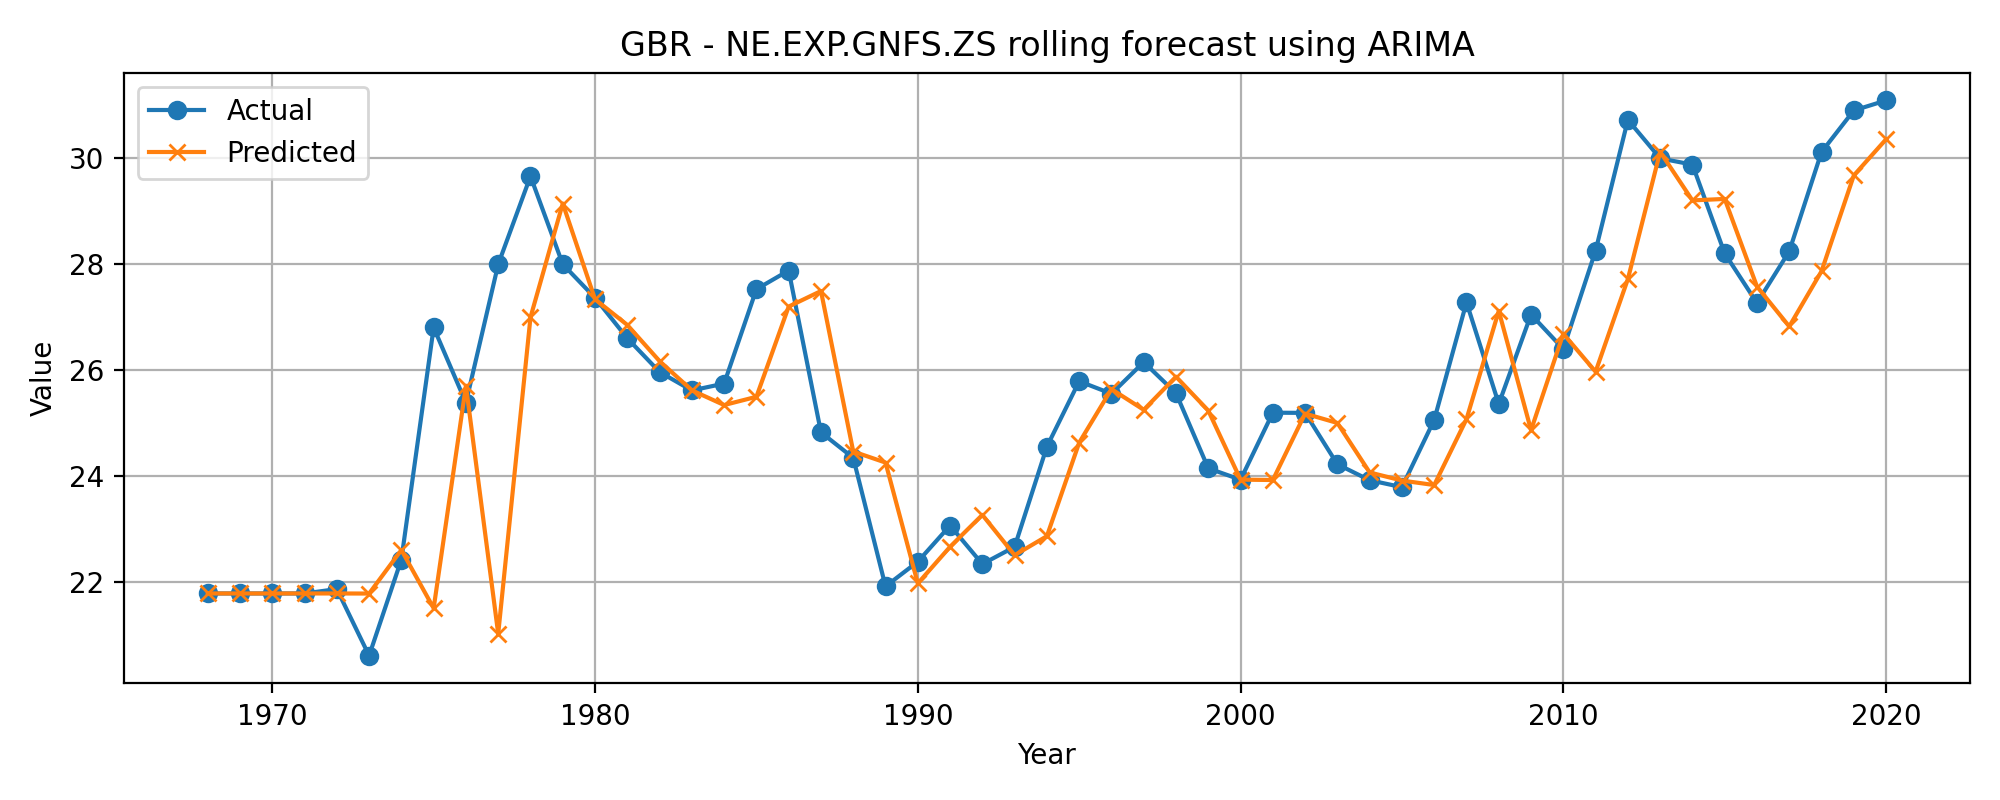 GBR - NE.EXP.GNFS.ZS rolling forecast using ARIMA
Actual
Predicted
30
28
26
24
22
Value
1970 1980 1990 2000 2010 2020
Year